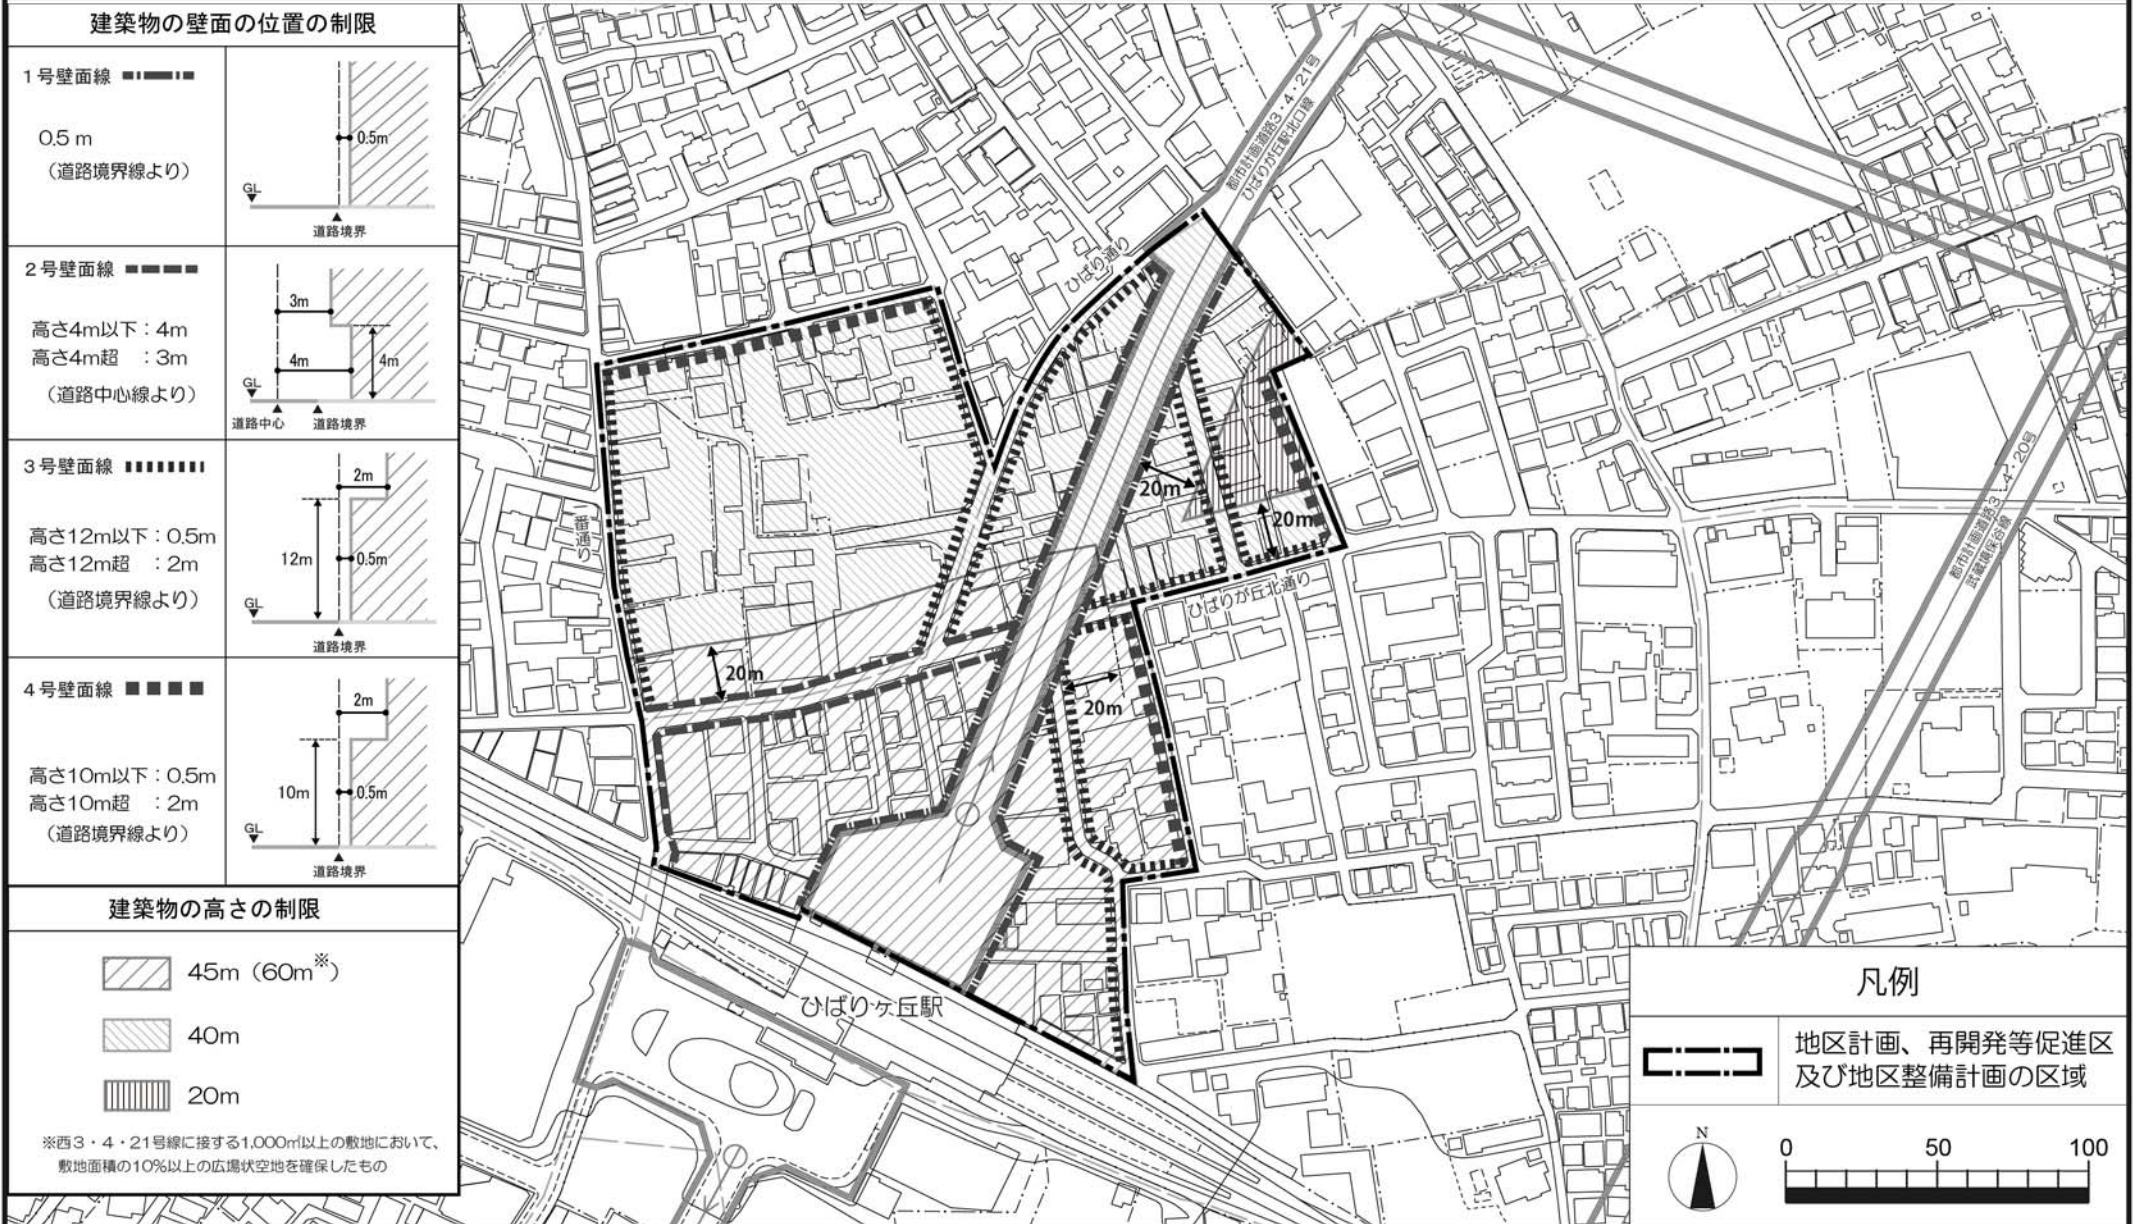 建築物の壁面の位置の制限
1号壁面線
0.5 m
（道路境界線より）
0.5m
GL
道路境界
2号壁面線
高さ4m以下：4m
高さ4m超　：3m
（道路中心線より）
3m
4m
4m
GL
道路中心
道路境界
3号壁面線
高さ12m以下：0.5m
高さ12m超　：2m
（道路境界線より）
2m
12m
0.5m
GL
道路境界
4号壁面線
高さ10m以下：0.5m
高さ10m超　：2m
（道路境界線より）
2m
10m
0.5m
GL
道路境界
建築物の高さの制限
45m（60m※）
40m
20m
※西3・4・21号線に接する1,000㎡以上の敷地において、
敷地面積の10%以上の広場状空地を確保したもの
都市計画道路3・4・21号
ひばりが丘駅北口線
ひばり通り
一番通り
20m
20m
ひばりが丘北通り
20m
20m
都市計画道路3・4・20号
武蔵境保谷線
ひばりヶ丘駅
凡例
地区計画、再開発等促進区
及び地区整備計画の区域
N
0
50
100